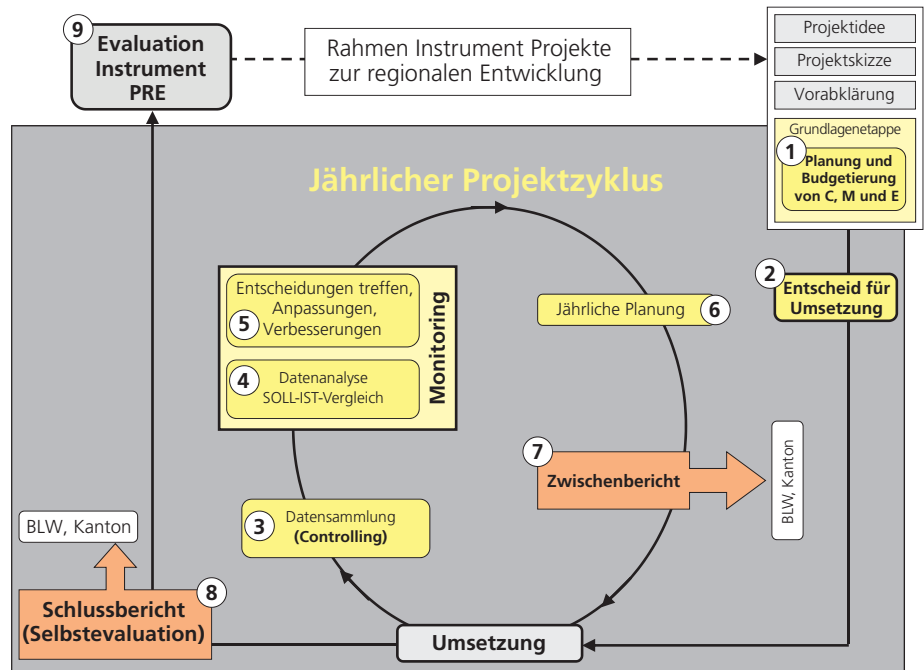 9
Evaluation
Instrument
PRE
Rahmen Instrument Projekte
zur regionalen Entwicklung
Projektidee
Projektskizze
Vorabklärung
Grundlagenetappe
1
Planung und
Budgetierung
von C, M und E
Jährlicher Projektzyklus
2
Entscheid für
Umsetzung
Entscheidungen treffen,
Anpassungen,
Verbesserungen
5
4
Datenanalyse
SOLL-IST-Vergleich
Monitoring
Jährliche Planung
6
7
Zwischenbericht
BLW, Kanton
3
Datensammlung
(Controlling)
BLW, Kanton
8
Schlussbericht
(Selbstevaluation)
Umsetzung